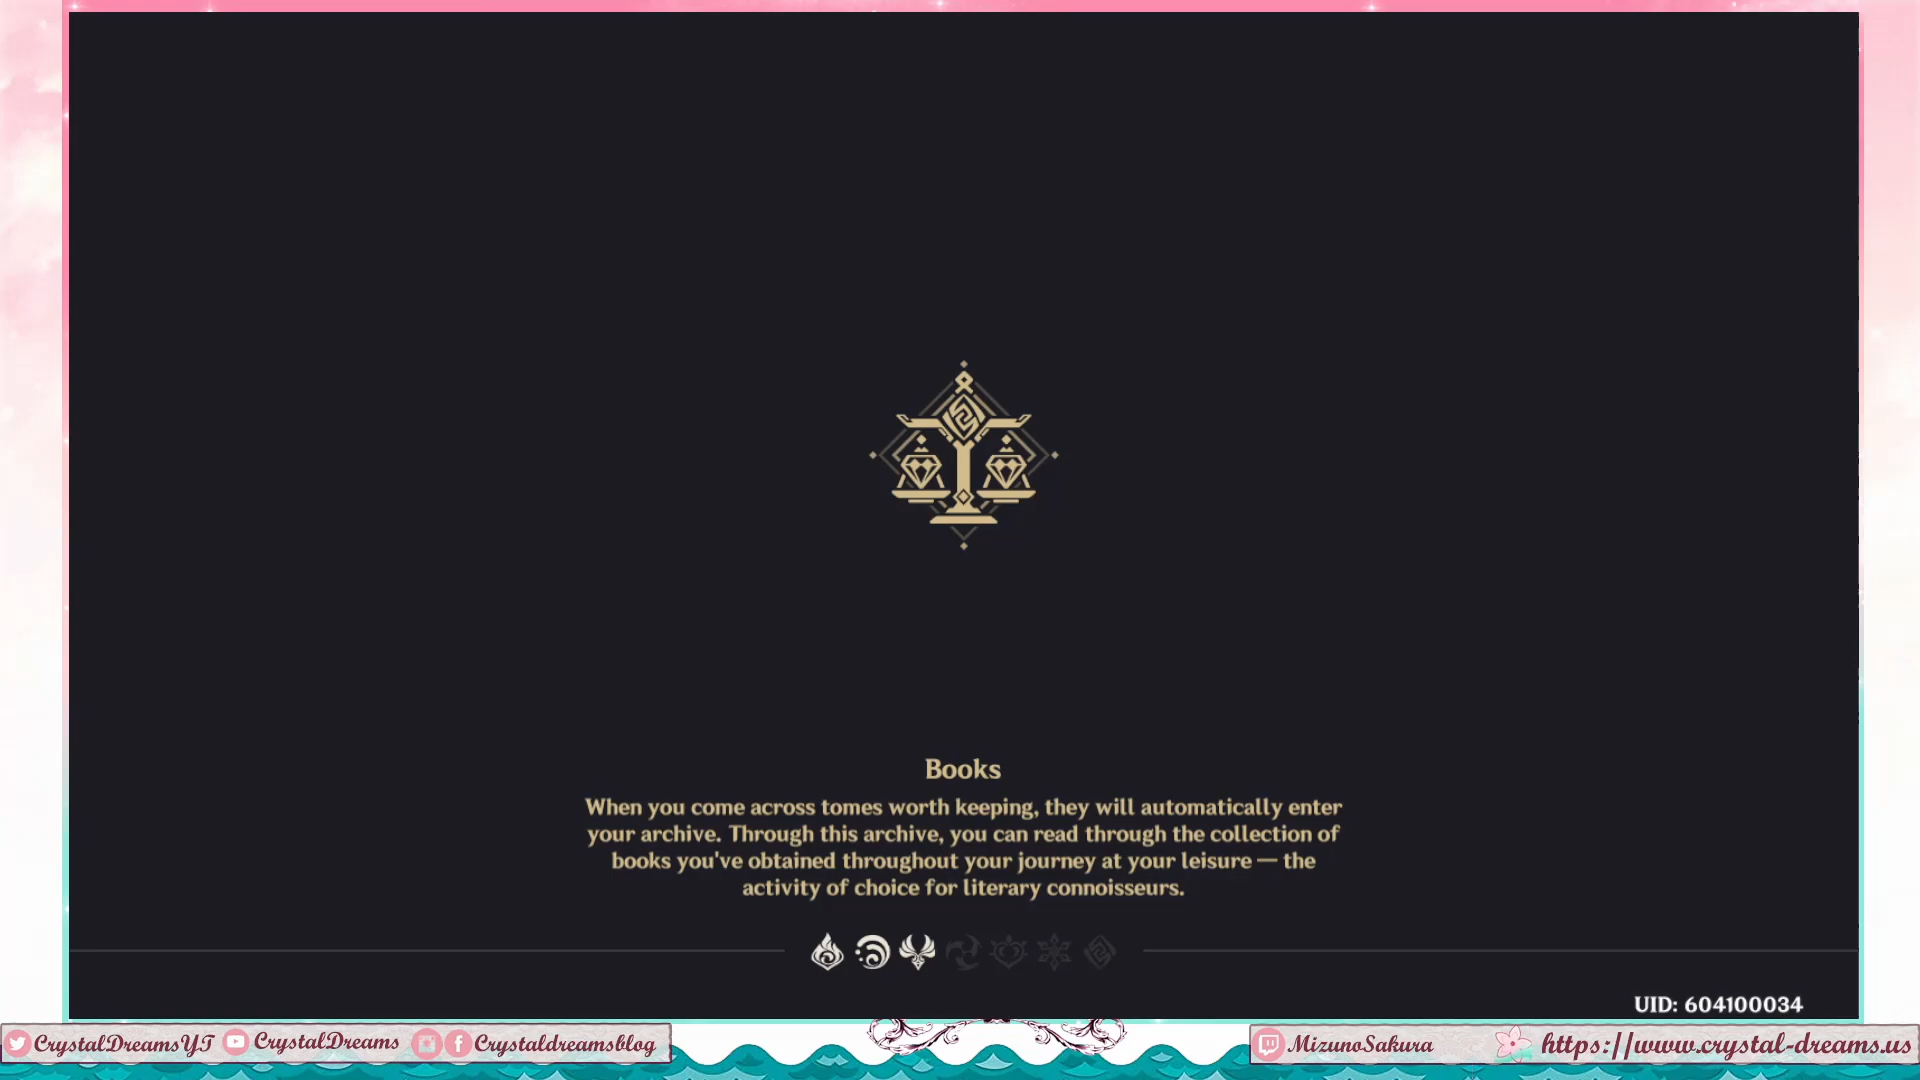 Books
When you come across tomes worth keeping, they will automatically enter
your archive. Through this archive, you can read through the collection of
books you've obtained throughout your journey at your leisure — the
activity of choice for literary connoisseurs.
UID: 604100034
CrystalDreamsYT CrystalDreams Crystaldreamsblog MizunoSakura https://www.crystal-dreams.us